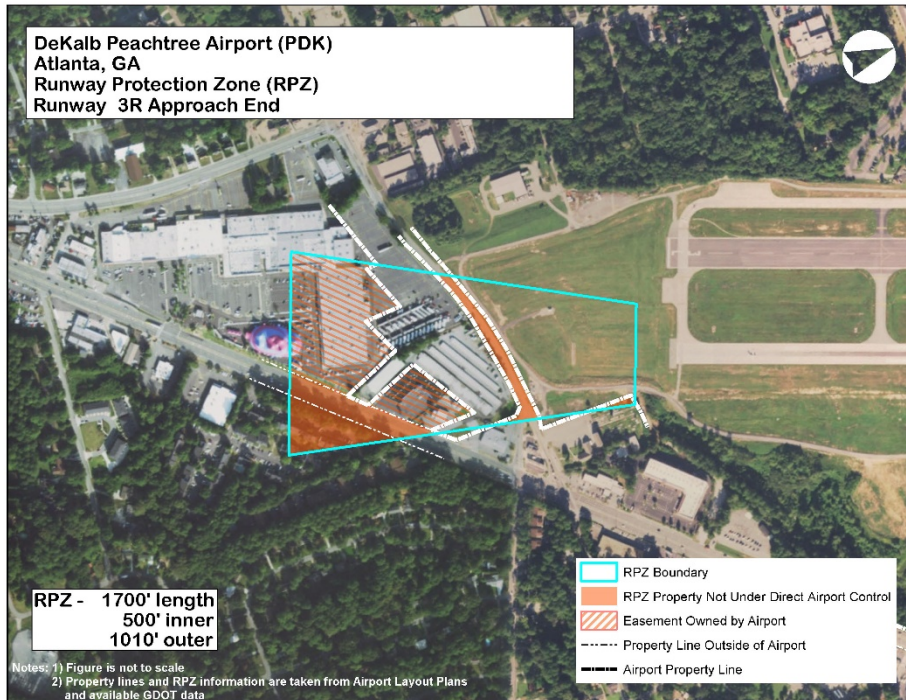 DeKalb Peachtree Airport (PDK)
Atlanta, GA
Runway Protection Zone (RPZ)
Runway 3R Approach End
RPZ Boundary
RPZ Property Not Under Direct Airport Control
Easement Owned by Airport
Property Line Outside of Airport
Airport Property Line
RPZ - 1700' length
500' inner
1010' outer
Notes: 1) Figure is not to scale
2) Property lines and RPZ information are taken from Airport Layout Plans
and available GDOT data